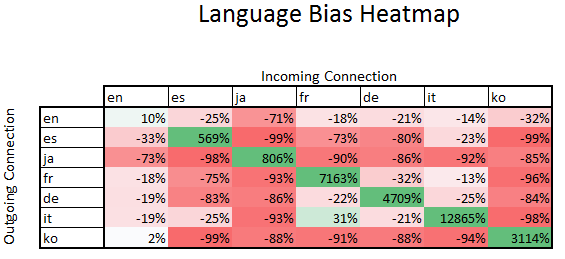 Language Bias Heatmap
Incoming Connection
en es ja fr de it ko
en 10% -25% -71% -18% -21% -14% -32%
es -33% 569% -99% -73% -80% -23% -99%
ja -73% -98% 806% -90% -86% -92% -85%
fr -18% -75% -93% 7163% -32% -13% -96%
de -19% -83% -86% -22% 4709% -25% -84%
it -19% -25% -93% 31% -21% 12865% -98%
ko 2% -99% -88% -91% -88% -94% 3114%
Outgoing Connection